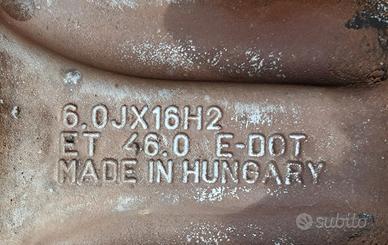 6.0JX16H2
ET 46.0 E-DOT
MADE IN HUNGARY
subito